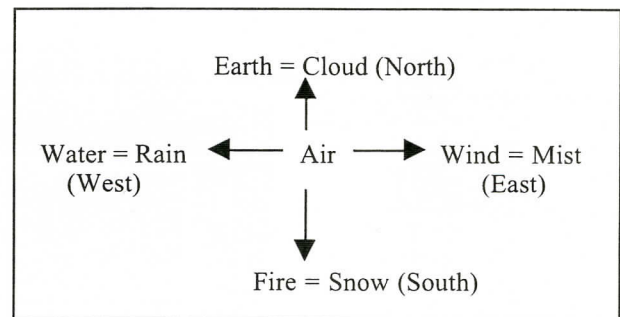 Earth = Cloud (North)
Water = Rain
(West)
Air
Wind = Mist
(East)
Fire = Snow (South)